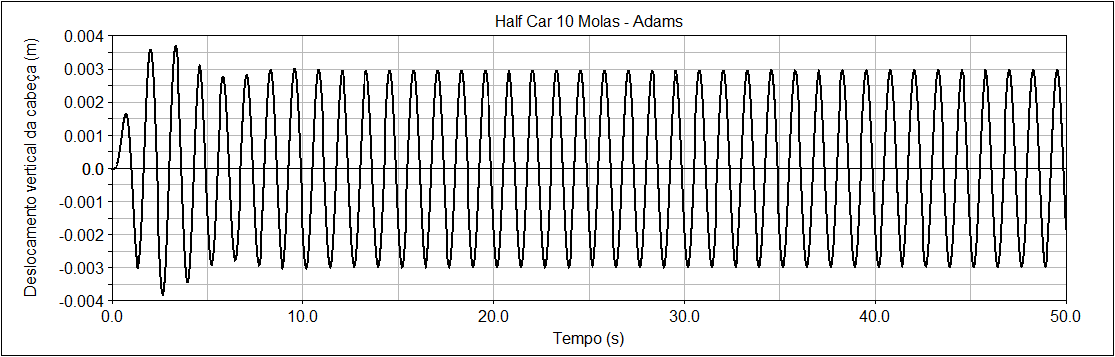 Half Car 10 Molas - Adams
Deslocamento vertical da cabeça (m)
0.004
0.003
0.002
0.001
0.0
-0.001
-0.002
-0.003
-0.004
0.0 10.0 20.0 30.0 40.0 50.0
Tempo (s)